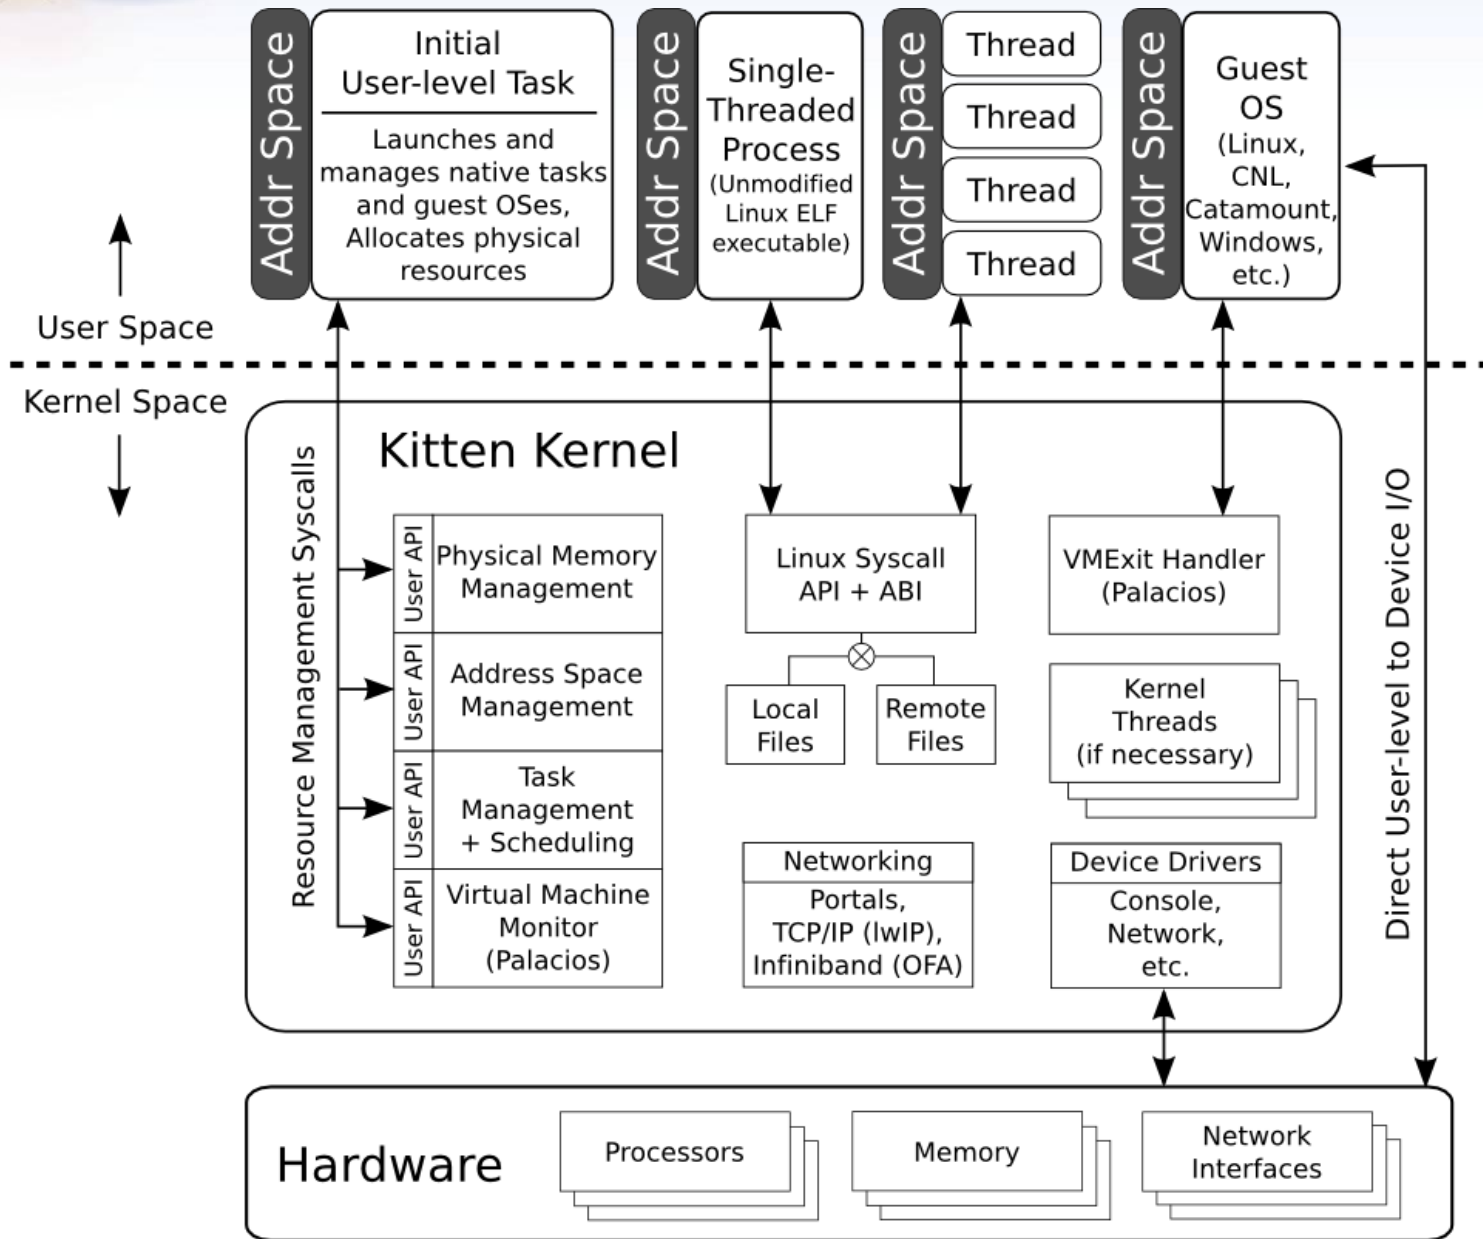 Addr Space
Initial
User-level Task
Launches and
manages native tasks
and guest OSes,
Allocates physical
resources
Addr Space
Single-
Threaded
Process
(Unmodified
Linux ELF
executable)
Addr Space
Thread
Thread
Thread
Thread
Addr Space
Guest
OS
(Linux,
CNL,
Catamount,
Windows,
etc.)
User Space
Kernel Space
Kitten Kernel
Resource Management Syscalls
User API
Physical Memory
Management
User API
Address Space
Management
User API
Task
Management
+ Scheduling
User API
Virtual Machine
Monitor
(Palacios)
Linux Syscall
API + ABI
Local
Files
Remote
Files
Networking
Portals,
TCP/IP (lwIP),
Infiniband (OFA)
VMExit Handler
(Palacios)
Kernel
Threads
(if necessary)
Device Drivers
Console,
Network,
etc.
Direct User-level to Device I/O
Hardware
Processors
Memory
Network
Interfaces